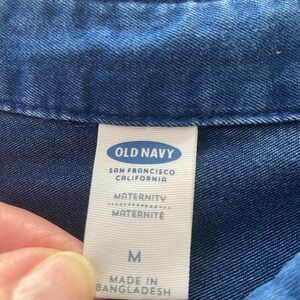 OLD NAVY
SAN FRANCISCO
CALIFORNIA
MATERNITY
MATERNITÉ
M
MADE IN
BANGLADESH